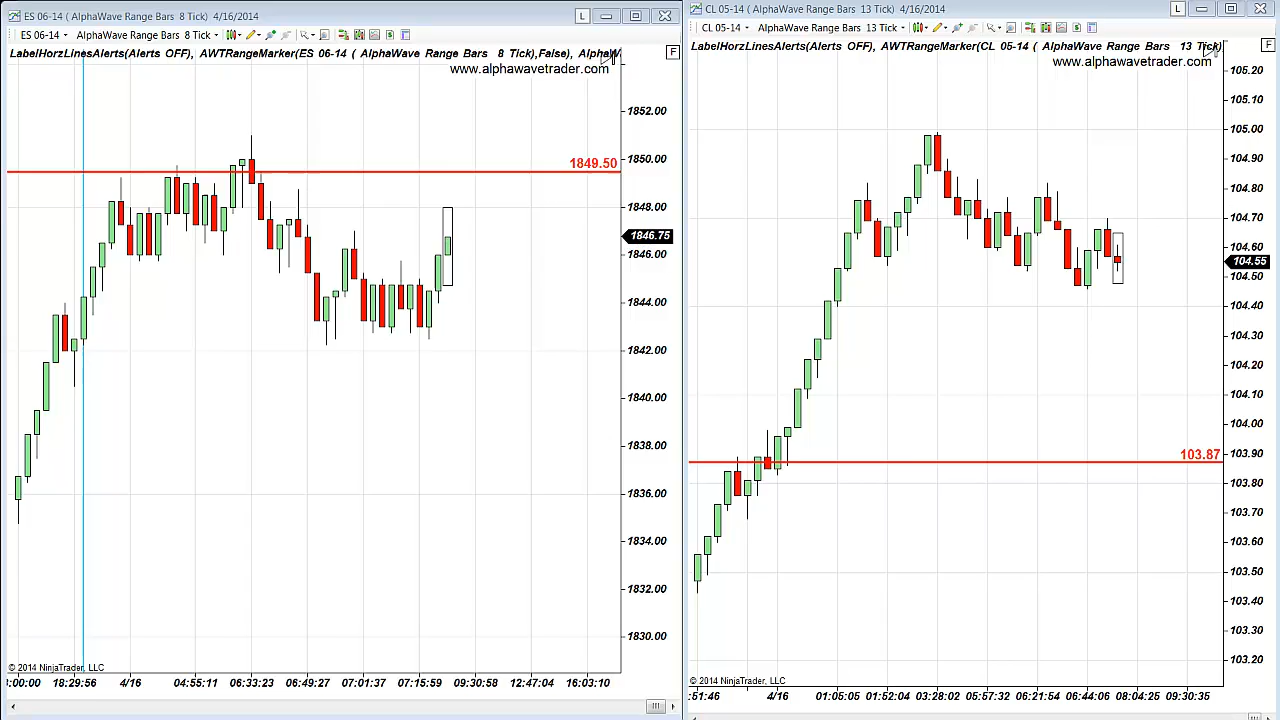 ES 06-14 ( AlphaWave Range Bars 8 Tick) 4/16/2014
L
ES 06-14 AlphaWave Range Bars 8 Tick
LabelHorzLinesAlerts(Alerts OFF), AWTRangeMarker(ES 06-14 ( AlphaWave Range Bars 8 Tick),False), AlphaW
F
www.alphawavetrader.com
1852.00
1850.00
1849.50
1848.00
1846.75
1846.00
1844.00
1842.00
1840.00
1838.00
1836.00
1834.00
1832.00
1830.00
© 2014 NinjaTrader, LLC
:00:00 18:29:56 4/16 04:55:11 06:33:23 06:49:27 07:01:37 07:15:59 09:30:58 12:47:04 16:03:10
CL 05-14 ( AlphaWave Range Bars 13 Tick) 4/16/2014
L
CL 05-14 AlphaWave Range Bars 13 Tick
LabelHorzLinesAlerts(Alerts OFF), AWTRangeMarker(CL 05-14 ( AlphaWave Range Bars 13 Tick)
F
www.alphawavetrader.com
105.20
105.10
105.00
104.90
104.80
104.70
104.60
104.55
104.50
104.40
104.30
104.20
104.10
104.00
103.90
103.87
103.80
103.70
103.60
103.50
103.40
103.30
103.20
© 2014 NinjaTrader, LLC
:51:46 4/16 01:05:05 01:52:04 03:28:02 05:57:32 06:21:54 06:44:06 08:04:25 09:30:35